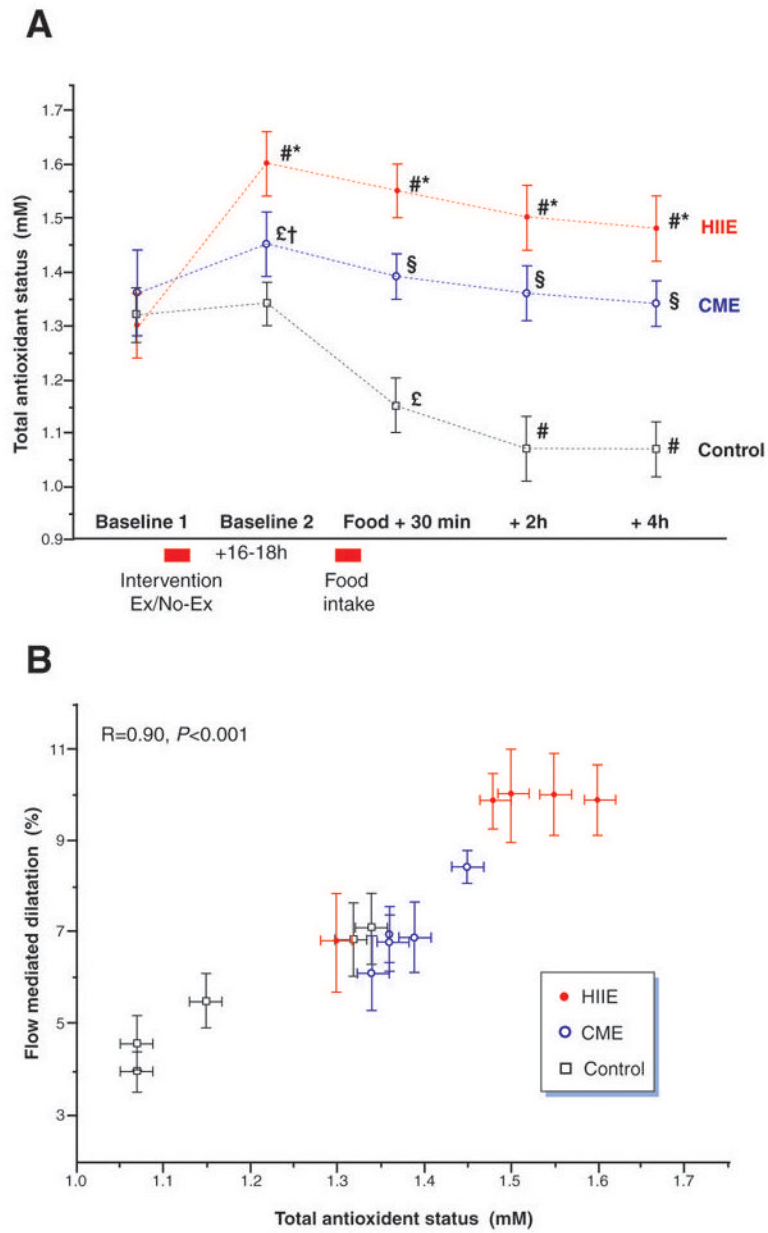 A
Total antioxidant status (mM)
1.7
1.6
1.5
1.4
1.3
1.2
1.1
1.0
0.9
#*
#*
#*
#*
HIIE
£†
§
§
§
CME
£
#
#
Control
Baseline 1 Baseline 2 Food + 30 min + 2h + 4h
+16-18h
Intervention
Ex/No-Ex
Food
intake
B
R=0.90, P<0.001
Flow mediated dilatation (%)
11
9
7
5
3
HIIE
CME
Control
1.0 1.1 1.2 1.3 1.4 1.5 1.6 1.7
Total antioxident status (mM)